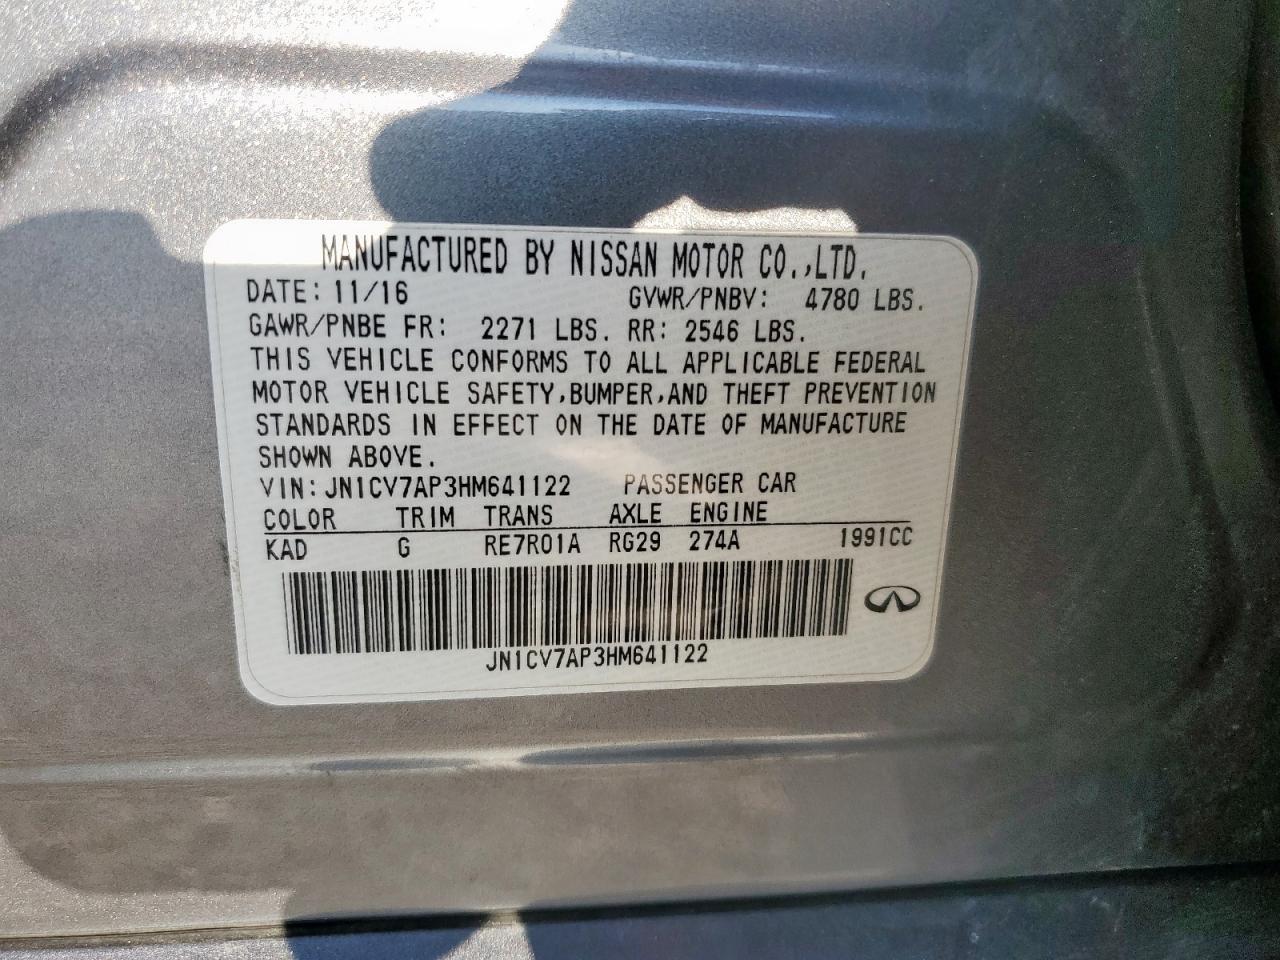 MANUFACTURED BY NISSAN MOTOR CO.,LTD.
DATE: 11/16 GVWR/PNBV: 4780 LBS.
GAWR/PNBE FR: 2271 LBS. RR: 2546 LBS.
THIS VEHICLE CONFORMS TO ALL APPLICABLE FEDERAL
MOTOR VEHICLE SAFETY,BUMPER,AND THEFT PREVENTION
STANDARDS IN EFFECT ON THE DATE OF MANUFACTURE
SHOWN ABOVE.
VIN: JN1CV7AP3HM641122 PASSENGER CAR
COLOR TRIM TRANS AXLE ENGINE
KAD G RE7R01A RG29 274A 1991CC
JN1CV7AP3HM641122